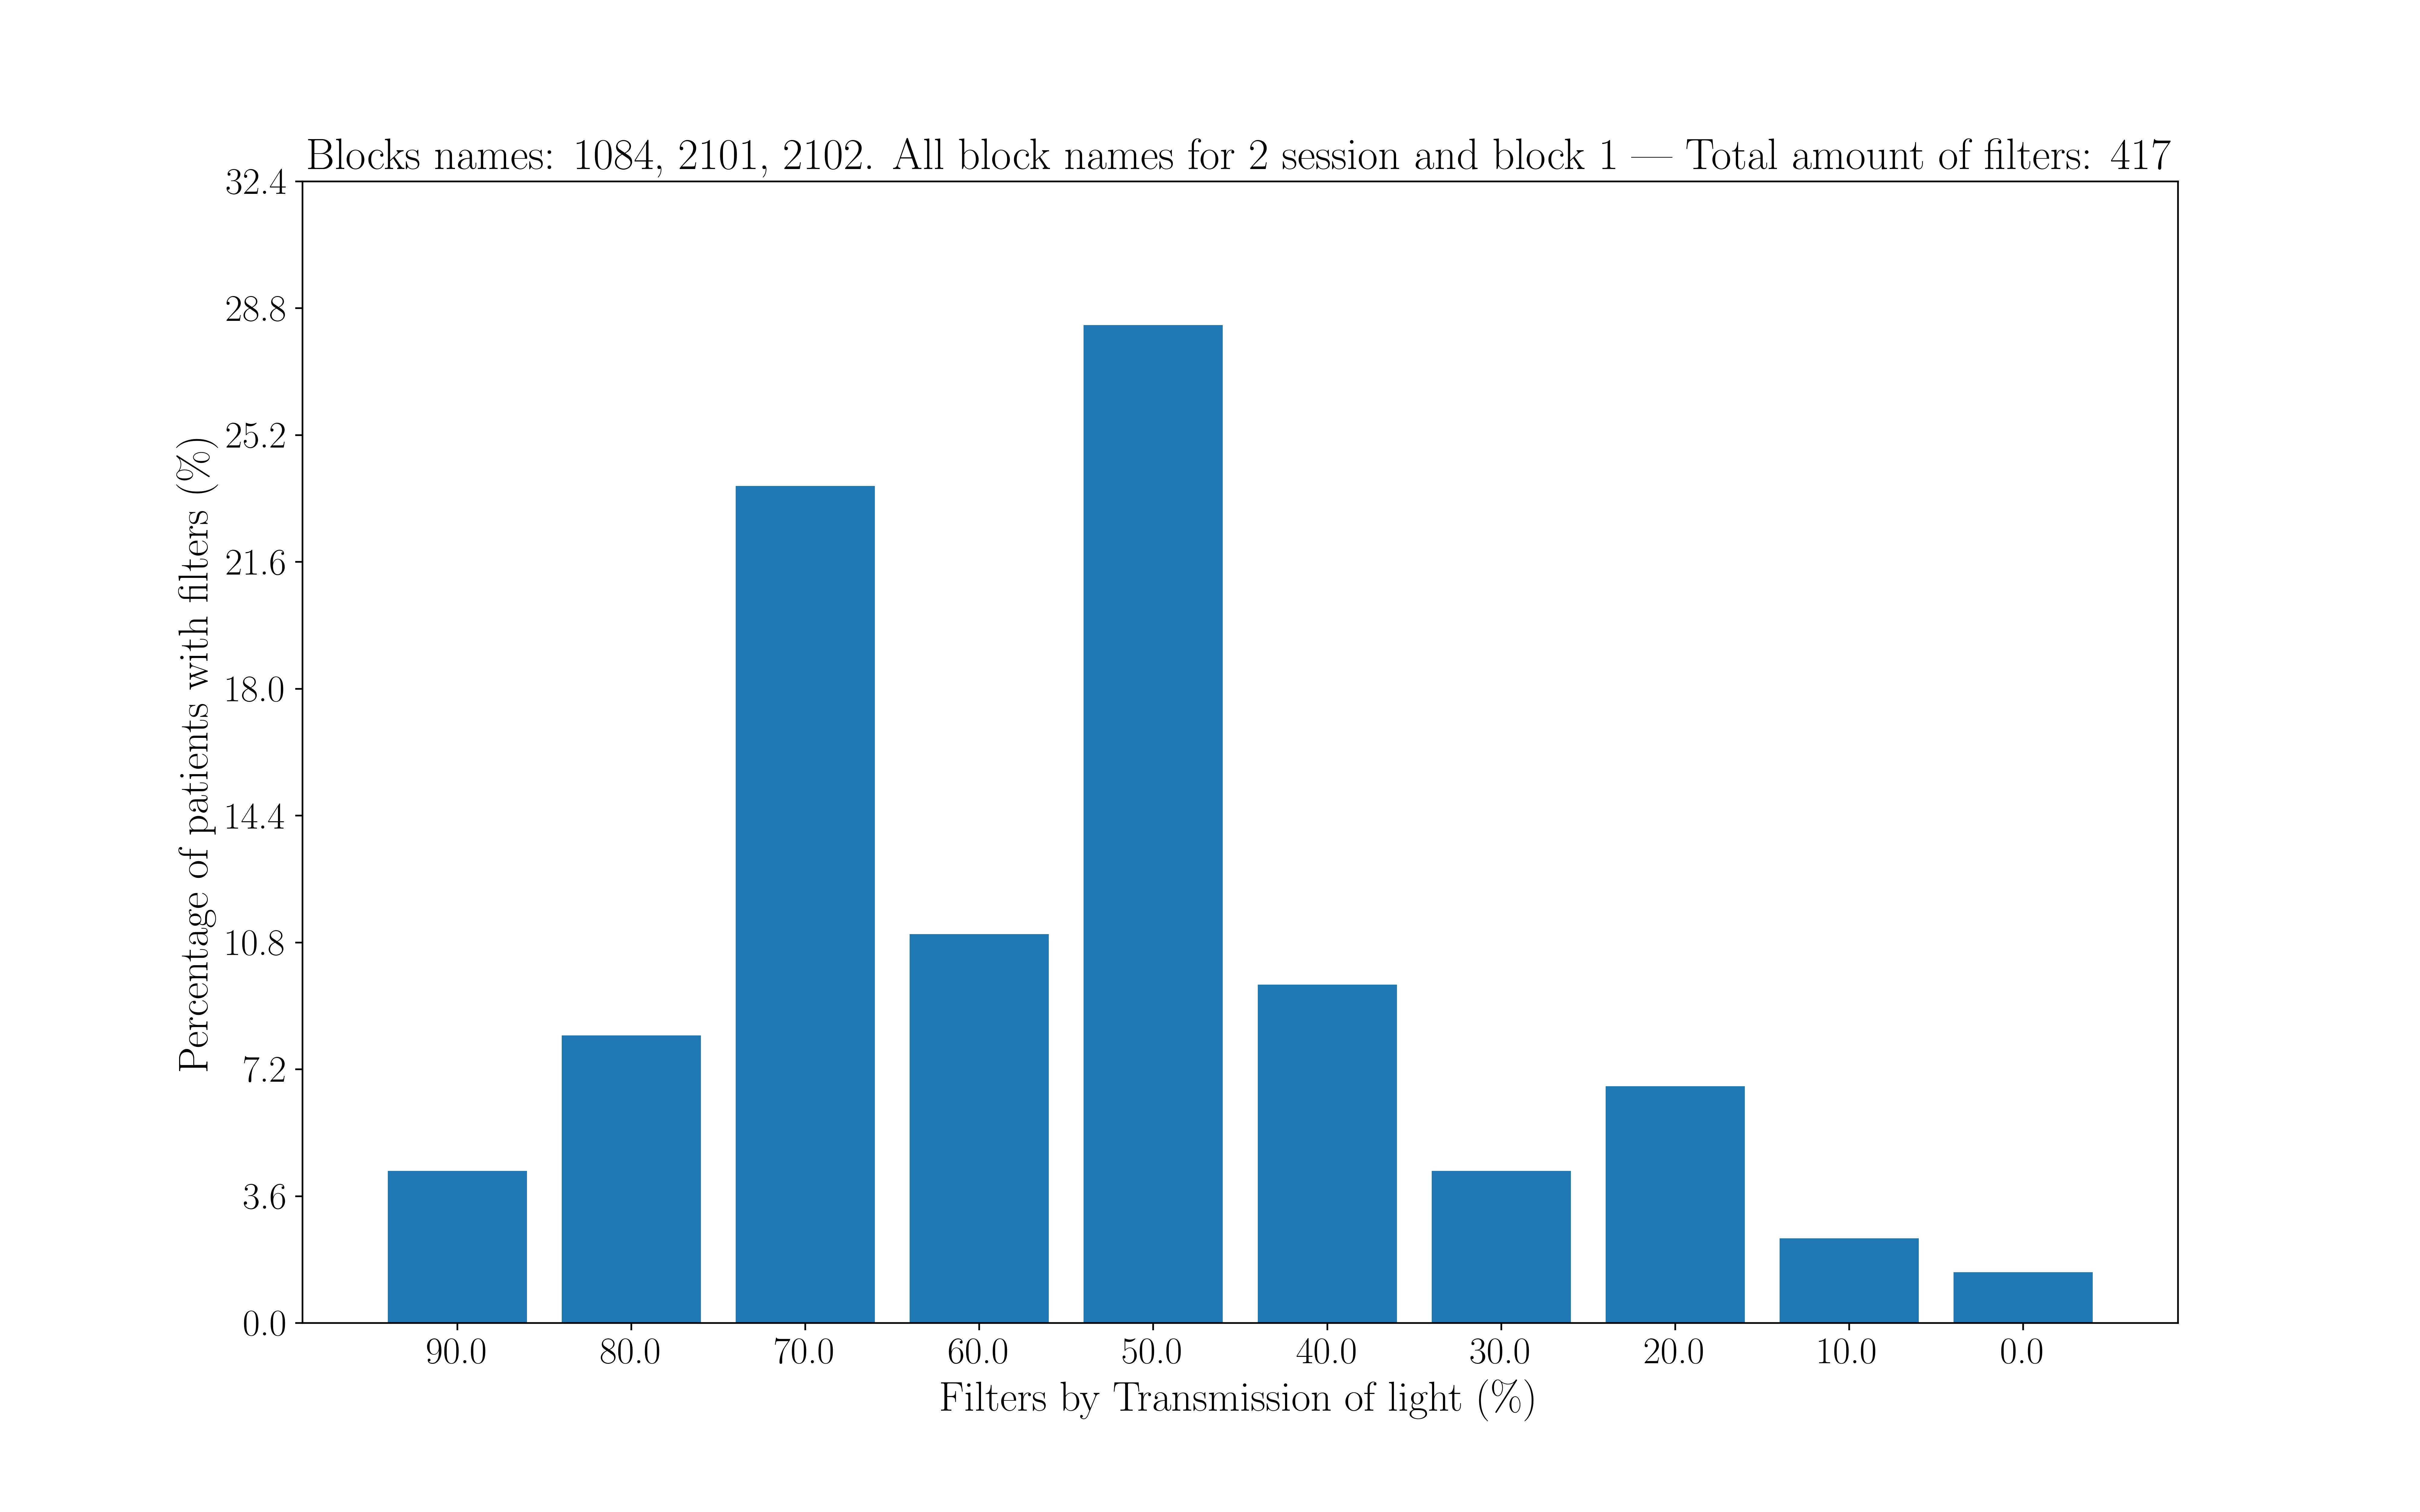 Blocks names: 1084, 2101, 2102. All block names for 2 session and block 1 — Total amount of filters: 417
Percentage of patients with filters (%)
32.4
28.8
25.2
21.6
18.0
14.4
10.8
7.2
3.6
0.0
90.0 80.0 70.0 60.0 50.0 40.0 30.0 20.0 10.0 0.0
Filters by Transmission of light (%)